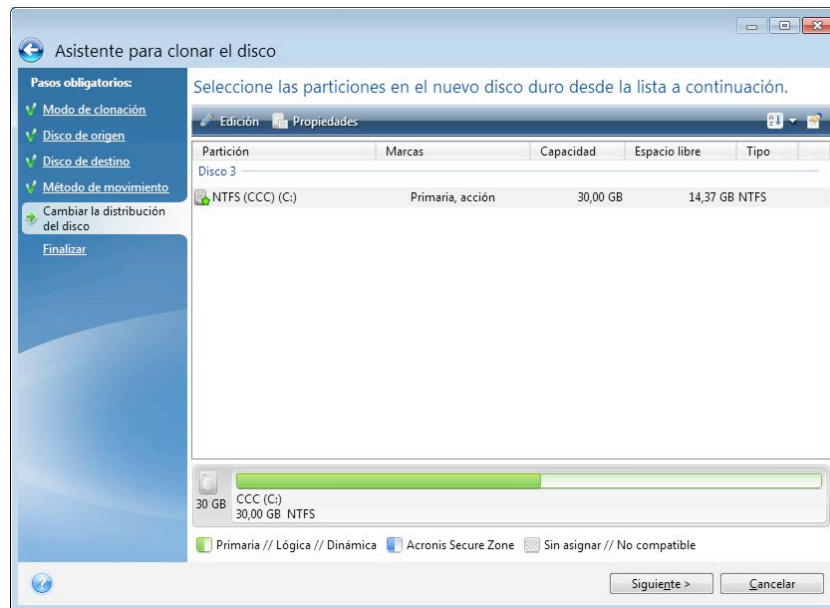 Asistente para clonar el disco
Pasos obligatorios:
Modo de clonación
Disco de origen
Disco de destino
Método de movimiento
Cambiar la distribución
del disco
Finalizar
Seleccione las particiones en el nuevo disco duro desde la lista a continuación.
Edición Propiedades
Partición Marcas Capacidad Espacio libre Tipo
Disco 3
NTFS (CCC) (C:) Primaria, acción 30,00 GB 14,37 GB NTFS
30 GB
CCC (C:)
30,00 GB NTFS
Primaria // Lógica // Dinámica Acronis Secure Zone Sin asignar // No compatible
Siguiente > Cancelar